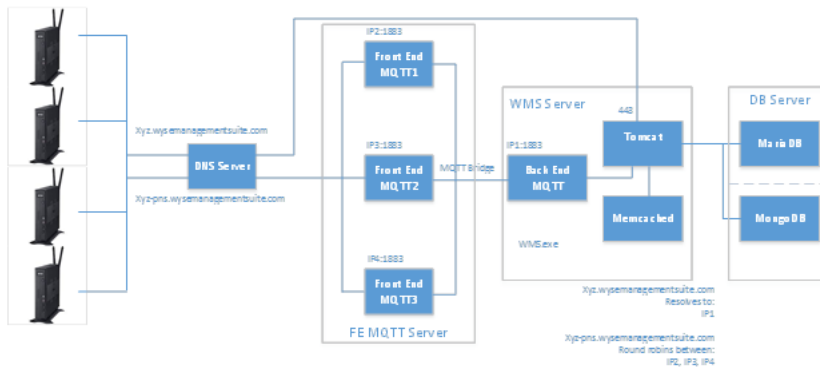 IP2:1883
Front End
MQTT1
Xyz.wysemanagementsuite.com
DNS Server
Xyz-pns.wysemanagementsuite.com
IP3:1883
Front End
MQTT2
MQTT Bridge
IP4:1883
Front End
MQTT3
FE MQTT Server
WMS Server
IP1:1883
Back End
MQTT
WMS.exe
443
Tomcat
Memcached
DB Server
MariaDB
MongoDB
Xyz.wysemanagementsuite.com
Resolves to:
IP1
Xyz-pns.wysemanagementsuite.com
Round robins between:
IP2, IP3, IP4